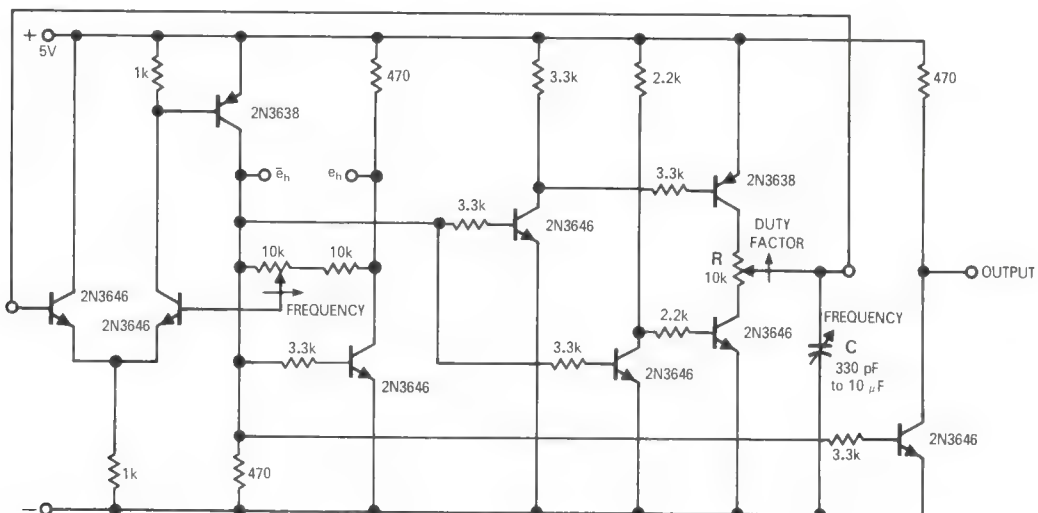 +
5V
1k
2N3638
470
3.3k
2.2k
470
ē_h
e_h
3.3k
2N3646
3.3k
2N3638
DUTY
FACTOR
R
10k
10k
10k
FREQUENCY
OUTPUT
2N3646
2N3646
3.3k
2N3646
3.3k
2N3646
2.2k
2N3646
FREQUENCY
C
330 pF
to 10 μF
1k
470
3.3k
2N3646
−